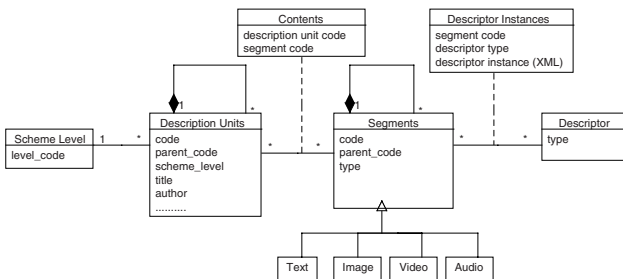 Contents
description unit code
segment code
Descriptor Instances
segment code
descriptor type
descriptor instance (XML)
1
*
1
*
Scheme Level
level_code
1
*
Description Units
code
parent_code
scheme_level
title
author
..........
*
*
Segments
code
parent_code
type
*
*
Descriptor
type
Text
Image
Video
Audio